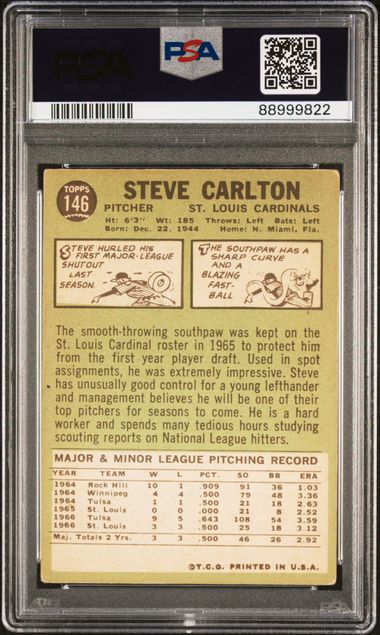 PSA
PSA
88999822
TOPPS
146
STEVE CARLTON
PITCHER ST. LOUIS CARDINALS
Ht: 6'3" Wt: 185 Throws: Left Bats: Left
Born: Dec. 22, 1944 Home: N. Miami, Fla.
STEVE HURLED HIS
FIRST MAJOR-LEAGUE
SHUTOUT
LAST
SEASON.
THE SOUTHPAW HAS A
SHARP CURVE
AND A
BLAZING
FAST-
BALL.
The smooth-throwing southpaw was kept on the
St. Louis Cardinal roster in 1965 to protect him
from the first year player draft. Used in spot
assignments, he was extremely impressive. Steve
has unusually good control for a young lefthander
and management believes he will be one of their
top pitchers for seasons to come. He is a hard
worker and spends many tedious hours studying
scouting reports on National League hitters.
MAJOR & MINOR LEAGUE PITCHING RECORD
YEAR TEAM W L PCT. SO BB ERA
1964 Rock Hill 10 1 .909 91 36 1.03
1964 Winnipeg 4 4 .500 79 48 3.36
1964 Tulsa 1 1 .500 21 18 2.63
1965 St. Louis 0 0 .000 21 8 2.52
1966 Tulsa 9 5 .643 108 54 3.59
1966 St. Louis 3 3 .500 25 18 3.12
Maj. Totals 2 Yrs. 3 3 .500 46 26 2.92
©T.C.G. PRINTED IN U.S.A.